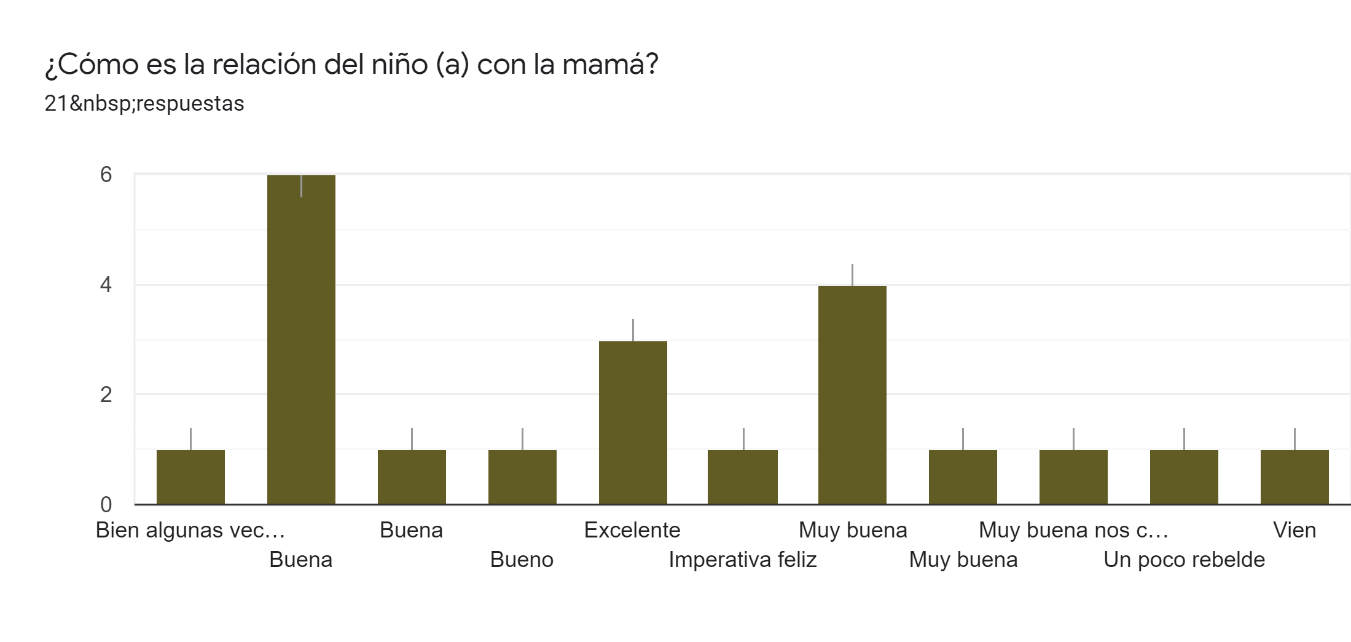 ¿Cómo es la relación del niño (a) con la mamá?
21&nbsp;respuestas
6
4
2
0
Bien algunas vec…
Buena
Buena
Bueno
Excelente
Imperativa feliz
Muy buena
Muy buena
Muy buena nos c…
Un poco rebelde
Vien